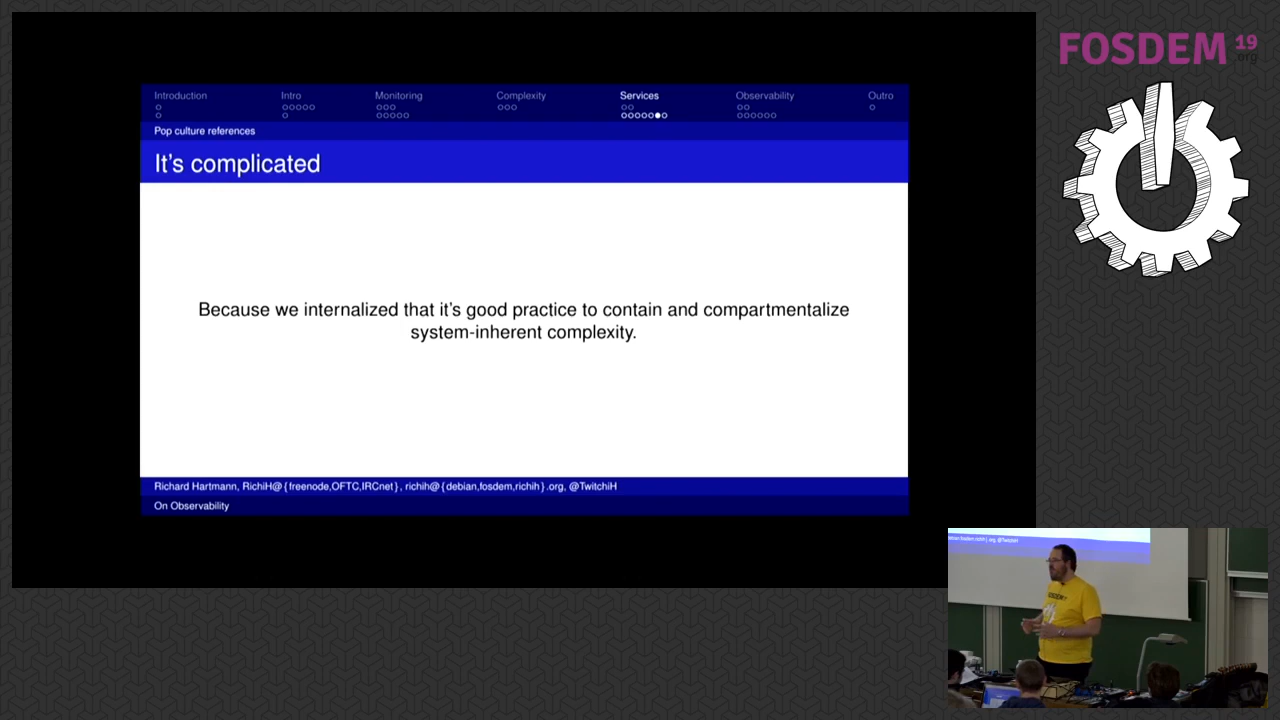 FOSDEM 19
.org
Introduction Intro Monitoring Complexity Services Observability Outro
Pop culture references
It's complicated
Because we internalized that it's good practice to contain and compartmentalize
system-inherent complexity.
Richard Hartmann, RichiH@{freenode,OFTC,IRCnet}, richih@{debian,fosdem,richih}.org, @TwitchiH
On Observability